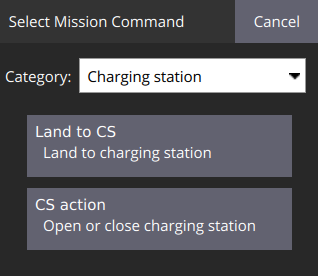 Select Mission Command
Cancel
Category: Charging station
Land to CS
Land to charging station
CS action
Open or close charging station